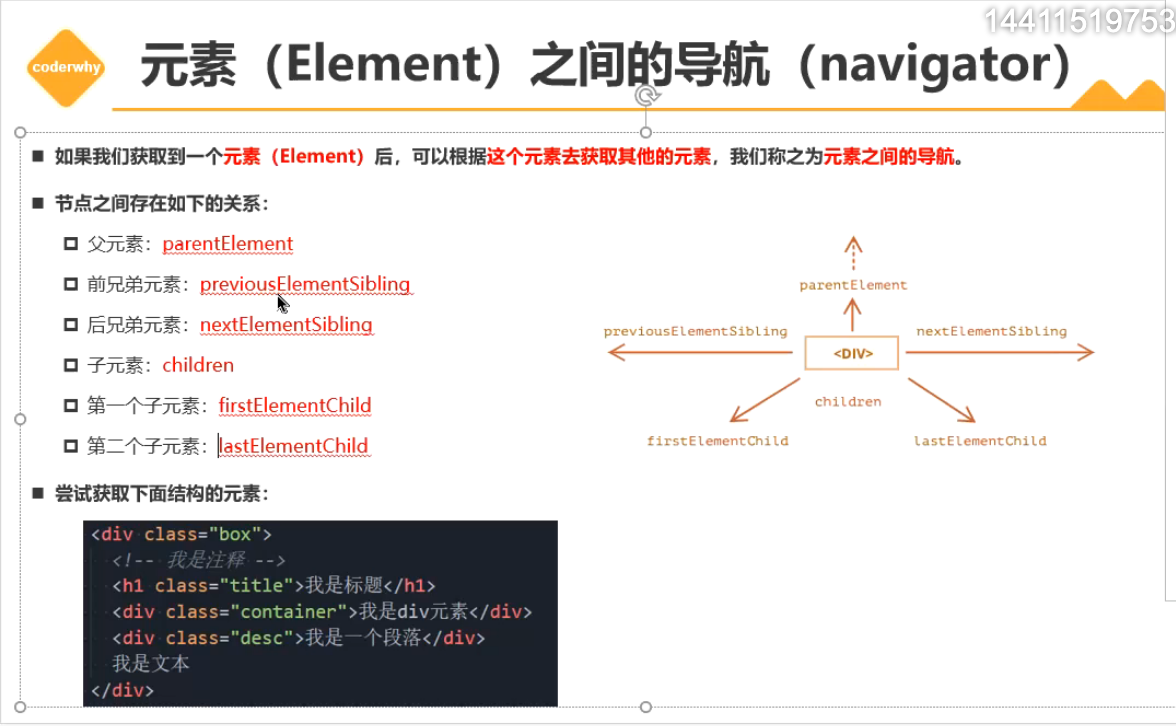 14411519753
coderwhy
元素（Element）之间的导航（navigator）
如果我们获取到一个元素（Element）后，可以根据这个元素去获取其他的元素，我们称之为元素之间的导航。
节点之间存在如下的关系：
父元素：parentElement
前兄弟元素：previousElementSibling
后兄弟元素：nextElementSibling
子元素：children
第一个子元素：firstElementChild
第二个子元素：lastElementChild
parentElement
previousElementSibling
nextElementSibling
<DIV>
children
firstElementChild
lastElementChild
尝试获取下面结构的元素：
<div class="box">
<!-- 我是注释 -->
<h1 class="title">我是标题</h1>
<div class="container">我是div元素</div>
<div class="desc">我是一个段落</div>
我是文本
</div>